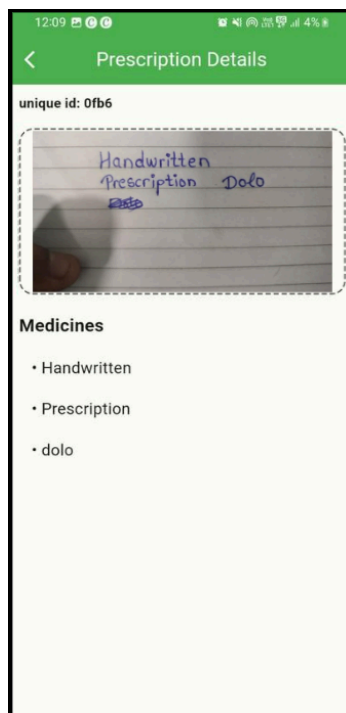 12:09
4%
Prescription Details
unique id: 0fb6
Handwritten
Prescription Dolo
Medicines
• Handwritten
• Prescription
• dolo